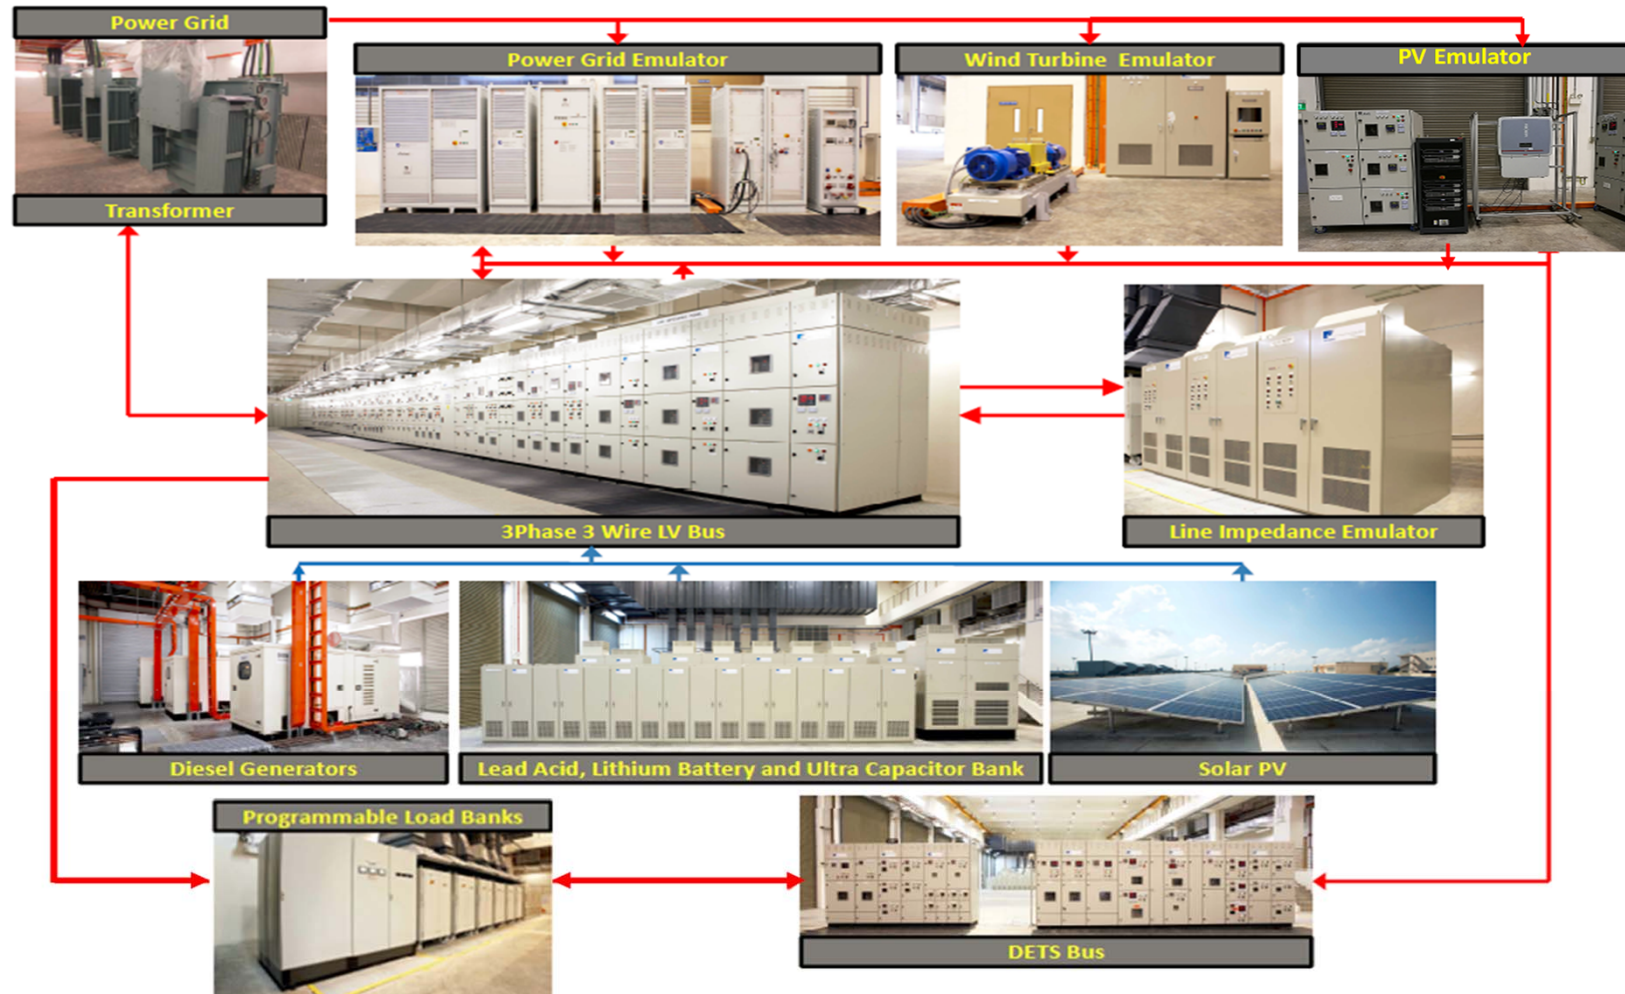 Power Grid
Transformer
Power Grid Emulator
Wind Turbine  Emulator
PV Emulator
3Phase 3 Wire LV Bus
Line Impedance Emulator
Diesel Generators
Lead Acid, Lithium Battery and Ultra Capacitor Bank
Solar PV
Programmable Load Banks
DETS Bus